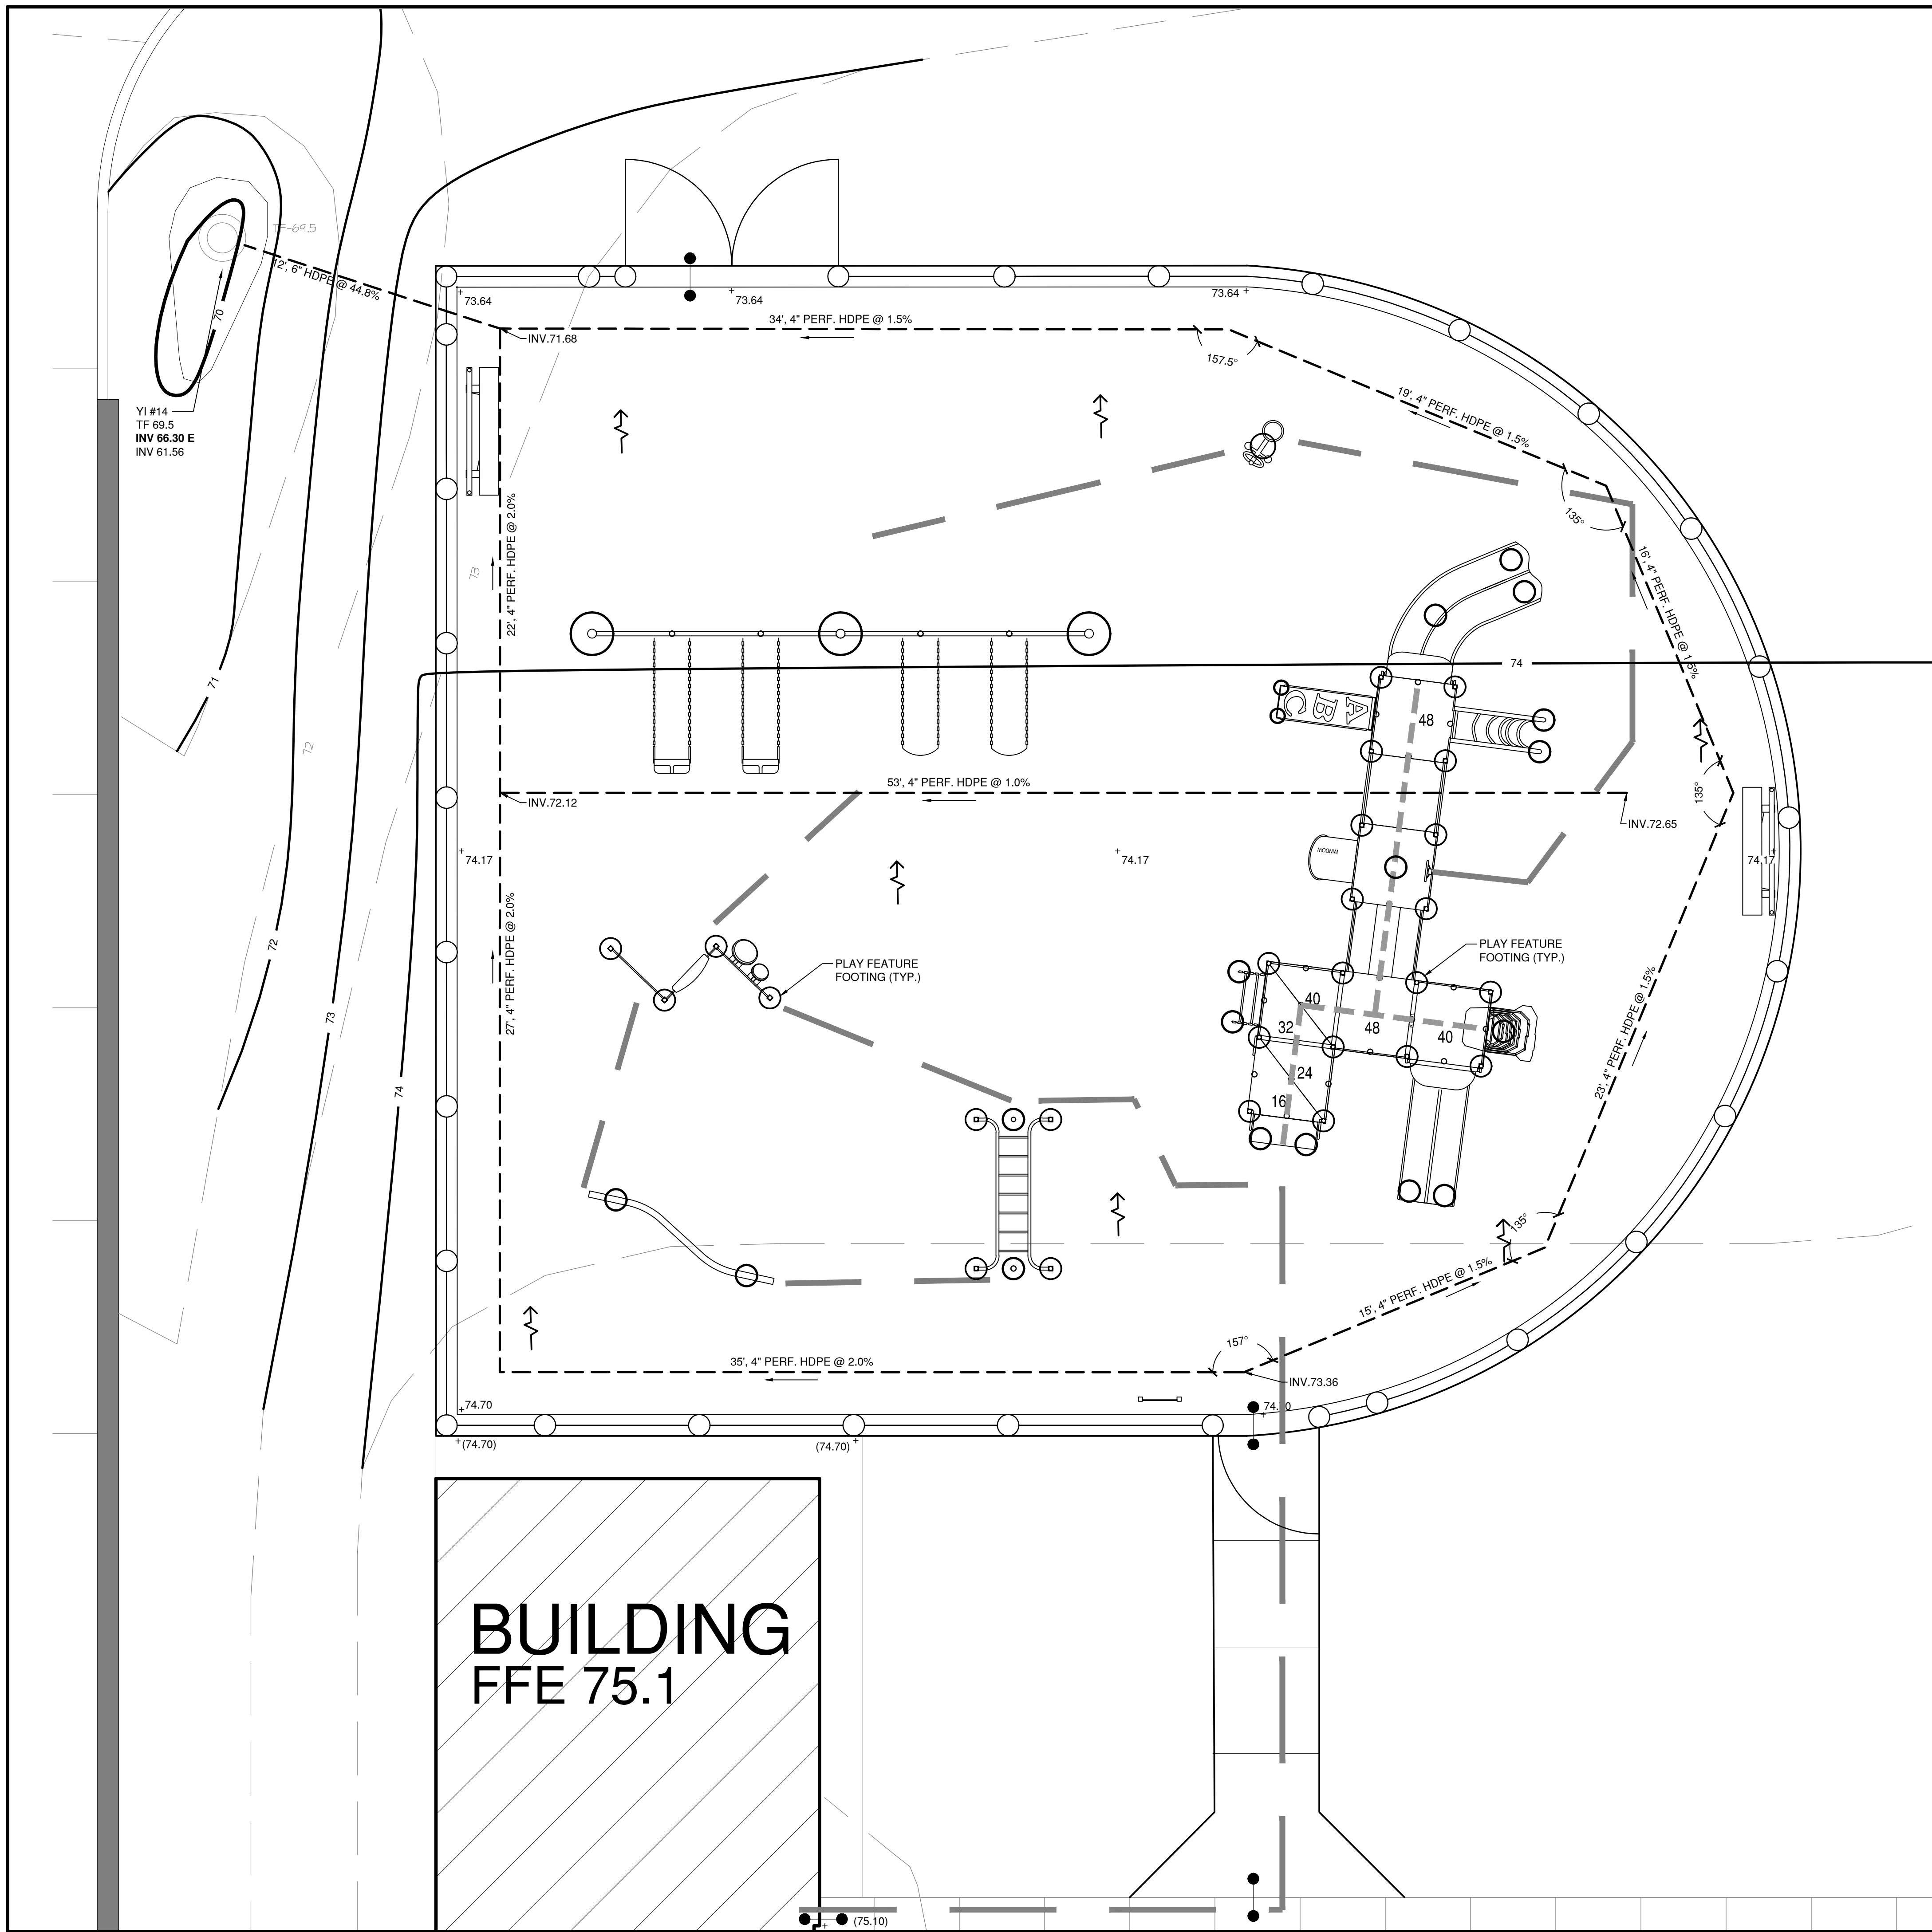 TF-69.5
12', 6" HDPE @ 44.8%
70
YI #14
TF 69.5
INV 66.30 E
INV 61.56
73.64
73.64
73.64
34', 4" PERF. HDPE @ 1.5%
INV.71.68
157.5°
19', 4" PERF. HDPE @ 1.5%
135°
16', 4" PERF. HDPE @ 1.5%
22', 4" PERF. HDPE @ 2.0%
73
71
72
74
A
B
C
48
53', 4" PERF. HDPE @ 1.0%
INV.72.12
INV.72.65
135°
74.17
74.17
74.17
WINDOW
27', 4" PERF. HDPE @ 2.0%
72
73
74
PLAY FEATURE
FOOTING (TYP.)
PLAY FEATURE
FOOTING (TYP.)
40
32
48
40
24
16
23', 4" PERF. HDPE @ 1.5%
135°
15', 4" PERF. HDPE @ 1.5%
157°
35', 4" PERF. HDPE @ 2.0%
INV.73.36
74.70
(74.70)
(74.70)
BUILDING
FFE 75.1
(75.10)